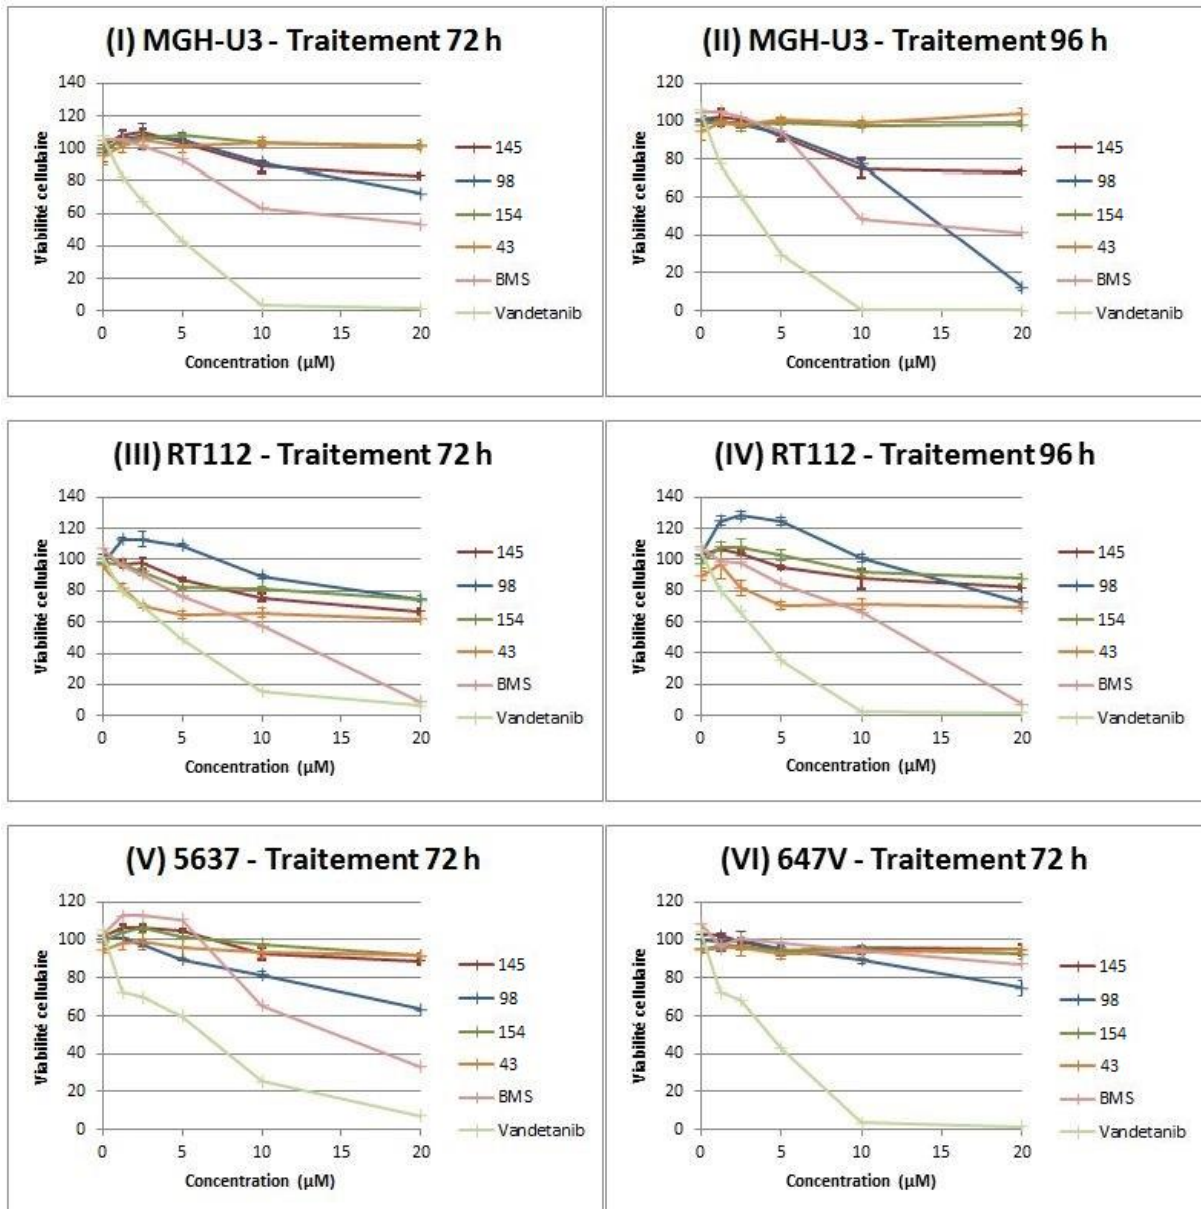 (I) MGH-U3 - Traitement 72 h
140
120
100
80
60
40
20
0
0 5 10 15 20
Viabilité cellulaire
Concentration (µM)
145
98
154
43
BMS
Vandetanib
(II) MGH-U3 - Traitement 96 h
120
100
80
60
40
20
0
0 5 10 15 20
Viabilité cellulaire
Concentration (µM)
145
98
154
43
BMS
Vandetanib
(III) RT112 - Traitement 72 h
140
120
100
80
60
40
20
0
0 5 10 15 20
Viabilité cellulaire
Concentration (µM)
145
98
154
43
BMS
Vandetanib
(IV) RT112 - Traitement 96 h
140
120
100
80
60
40
20
0
0 5 10 15 20
Viabilité cellulaire
Concentration (µM)
145
98
154
43
BMS
Vandetanib
(V) 5637 - Traitement 72 h
120
100
80
60
40
20
0
0 5 10 15 20
Viabilité cellulaire
Concentration (µM)
145
98
154
43
BMS
Vandetanib
(VI) 647V - Traitement 72 h
120
100
80
60
40
20
0
0 5 10 15 20
Viabilité cellulaire
Concentration (µM)
145
98
154
43
BMS
Vandetanib